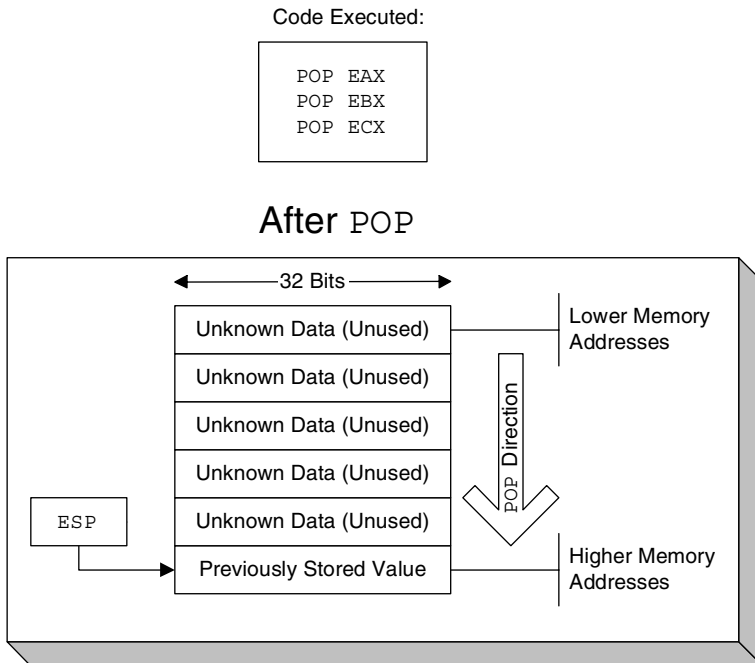 Code Executed:
POP EAX
POP EBX
POP ECX
After POP
32 Bits
Unknown Data (Unused)
Lower Memory
Addresses
Unknown Data (Unused)
Unknown Data (Unused)
Unknown Data (Unused)
POP Direction
Unknown Data (Unused)
ESP
Previously Stored Value
Higher Memory
Addresses